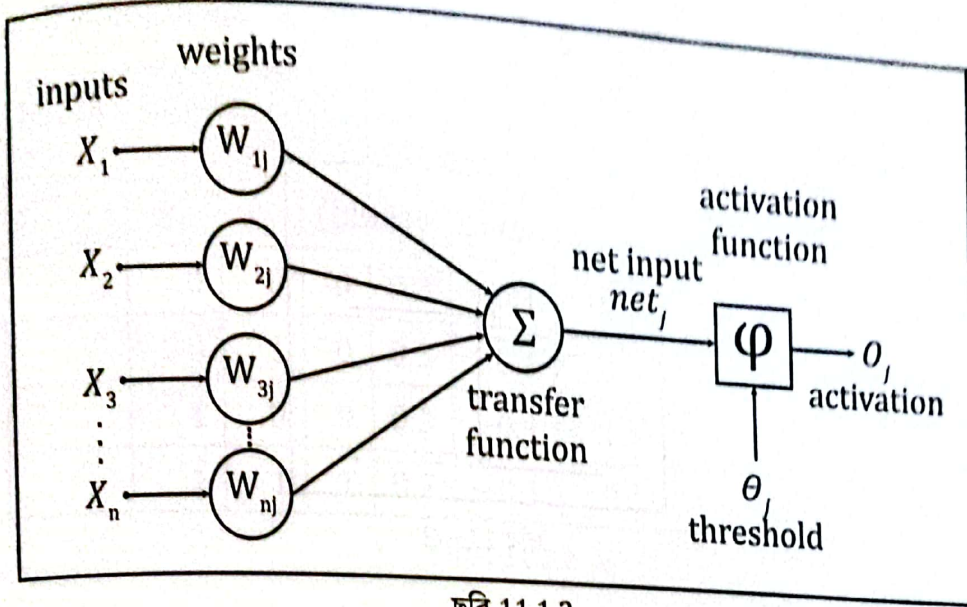 weights
inputs
X₁
W₁ⱼ
X₂
W₂ⱼ
X₃
W₃ⱼ
Xₙ
Wₙⱼ
Σ
transfer
function
net input
netⱼ
activation
function
φ
Oⱼ
activation
θⱼ
threshold